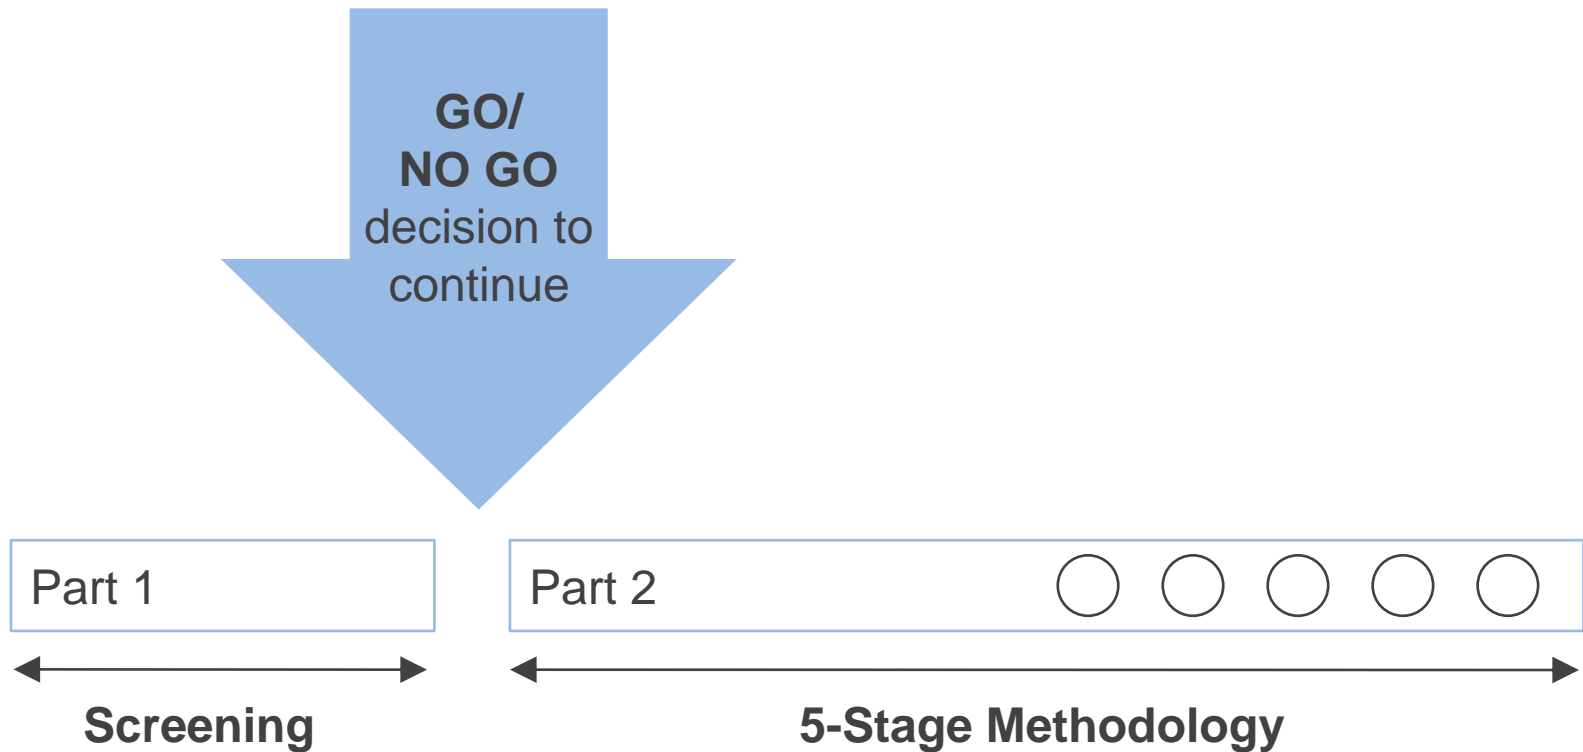 GO/
NO GO
decision to
continue
Part 1
Part 2
Screening
5-Stage Methodology